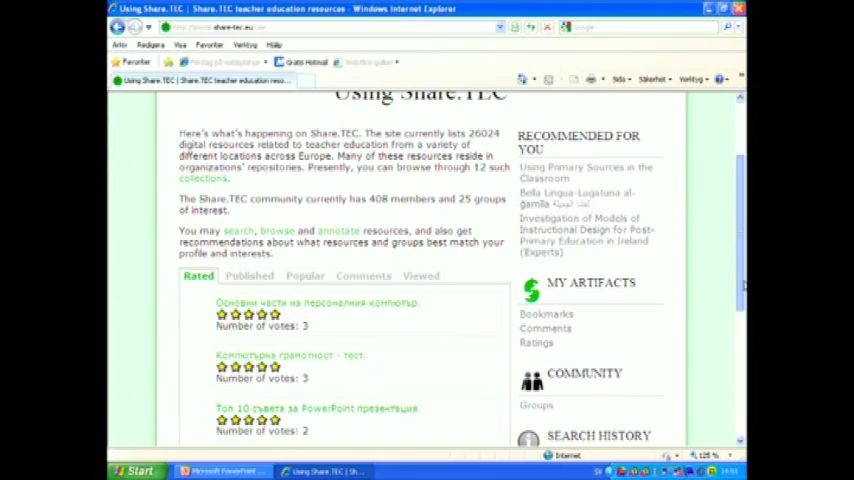 Using Share.TEC | Share.TEC teacher education resources - Windows Internet Explorer
Google
Arkiv Redigera Visa Favoriter Verktyg Hjälp
Favoriter Gratis Hotmail
Using Share.TEC | Share.TEC teacher education reso... Sida Säkerhet Verktyg
Using Share.TEC
Here's what's happening on Share.TEC. The site currently lists 26024
digital resources related to teacher education from a variety of
different locations across Europe. Many of these resources reside in
organizations' repositories. Presently, you can browse through 12 such
collections.
The Share.TEC community currently has 408 members and 25 groups
of interest.
You may search, browse and annotate resources, and also get
recommendations about what resources and groups best match your
profile and interests.
Rated Published Popular Comments Viewed
Основни части на персоналния компютър.
Number of votes: 3
Компютърна грамотност - тест.
Number of votes: 3
Топ 10 съвета за PowerPoint презентация
Number of votes: 2
RECOMMENDED FOR
YOU
Using Primary Sources in the
Classroom
Bella Lingua-Lugatuna al-
ğamīla لغتنا الجميلة
Investigation of Models of
Instructional Design for Post-
Primary Education in Ireland
(Experts)
MY ARTIFACTS
Bookmarks
Comments
Ratings
COMMUNITY
Groups
SEARCH HISTORY
Internet 125 %
Start Microsoft PowerPoint ... Using Share.TEC | Sh... SV